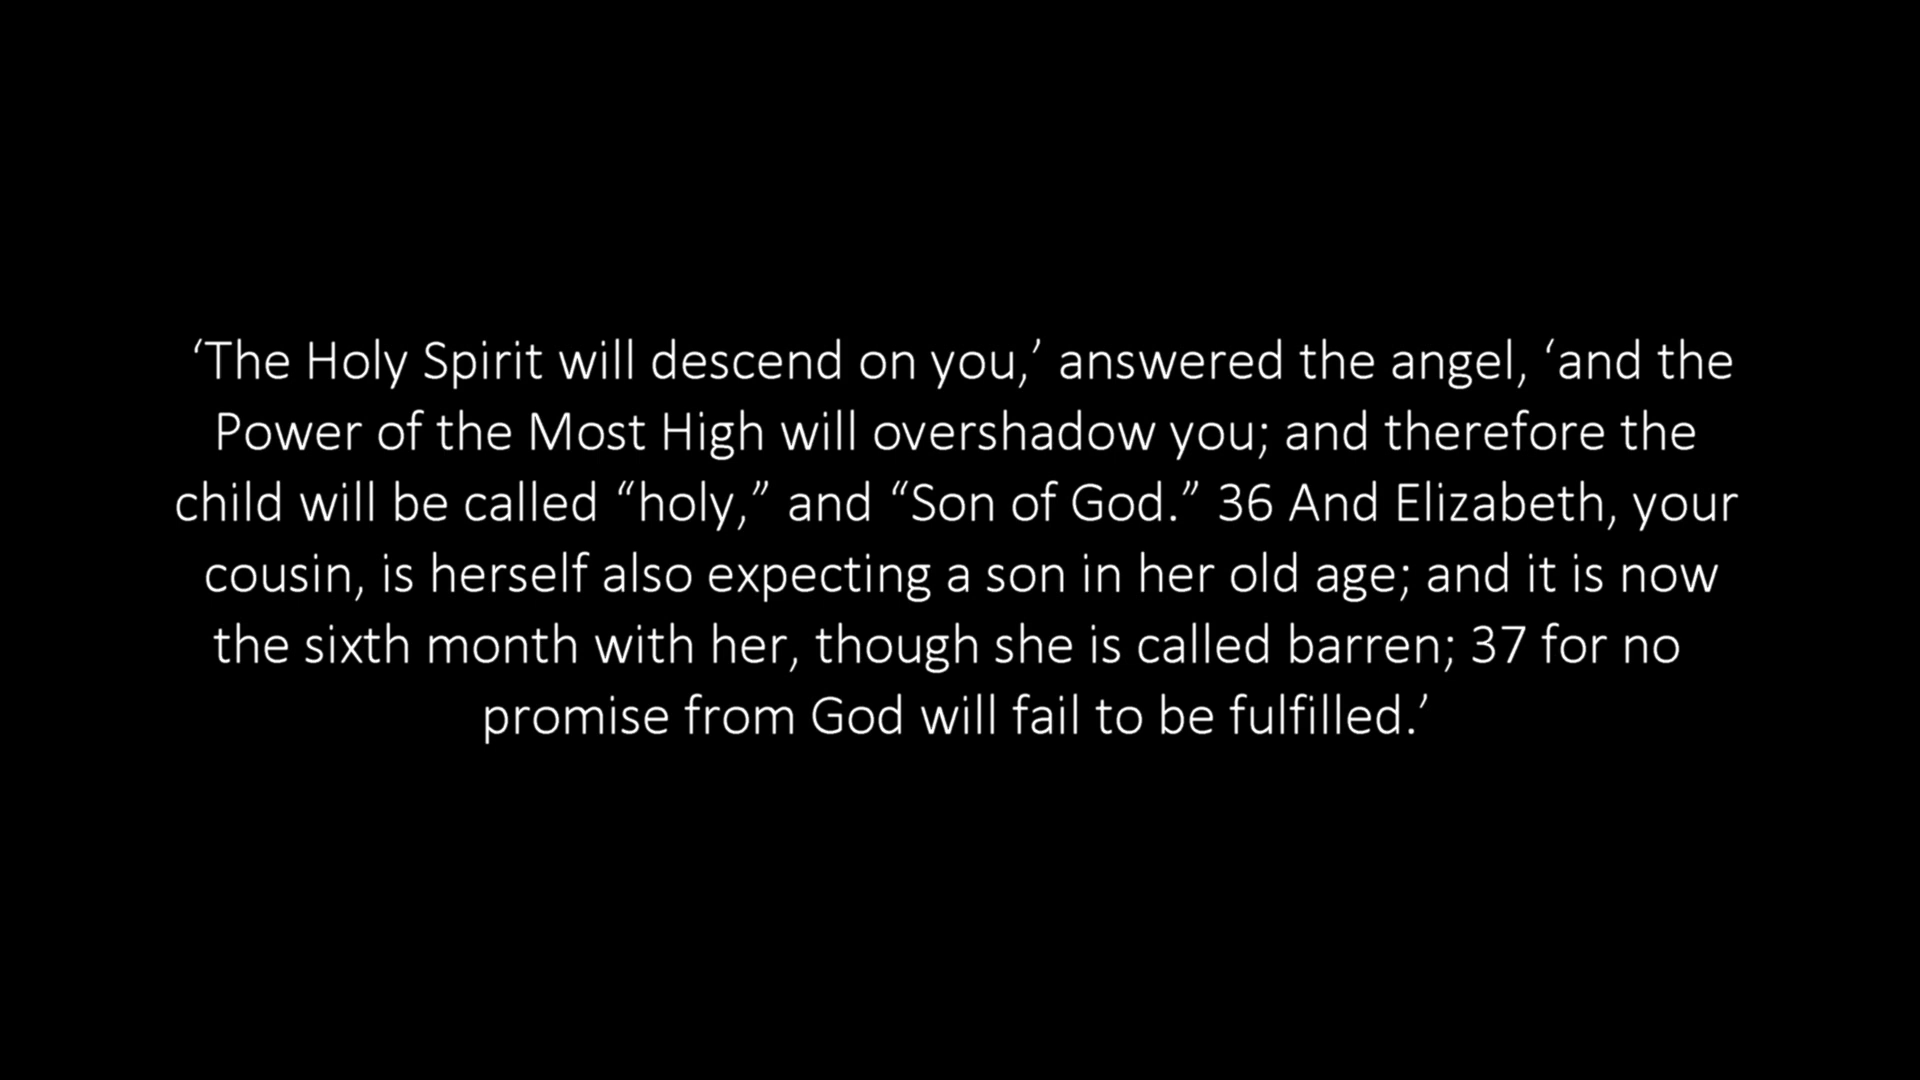 ‘The Holy Spirit will descend on you,’ answered the angel, ‘and the
Power of the Most High will overshadow you; and therefore the
child will be called “holy,” and “Son of God.” 36 And Elizabeth, your
cousin, is herself also expecting a son in her old age; and it is now
the sixth month with her, though she is called barren; 37 for no
promise from God will fail to be fulfilled.’